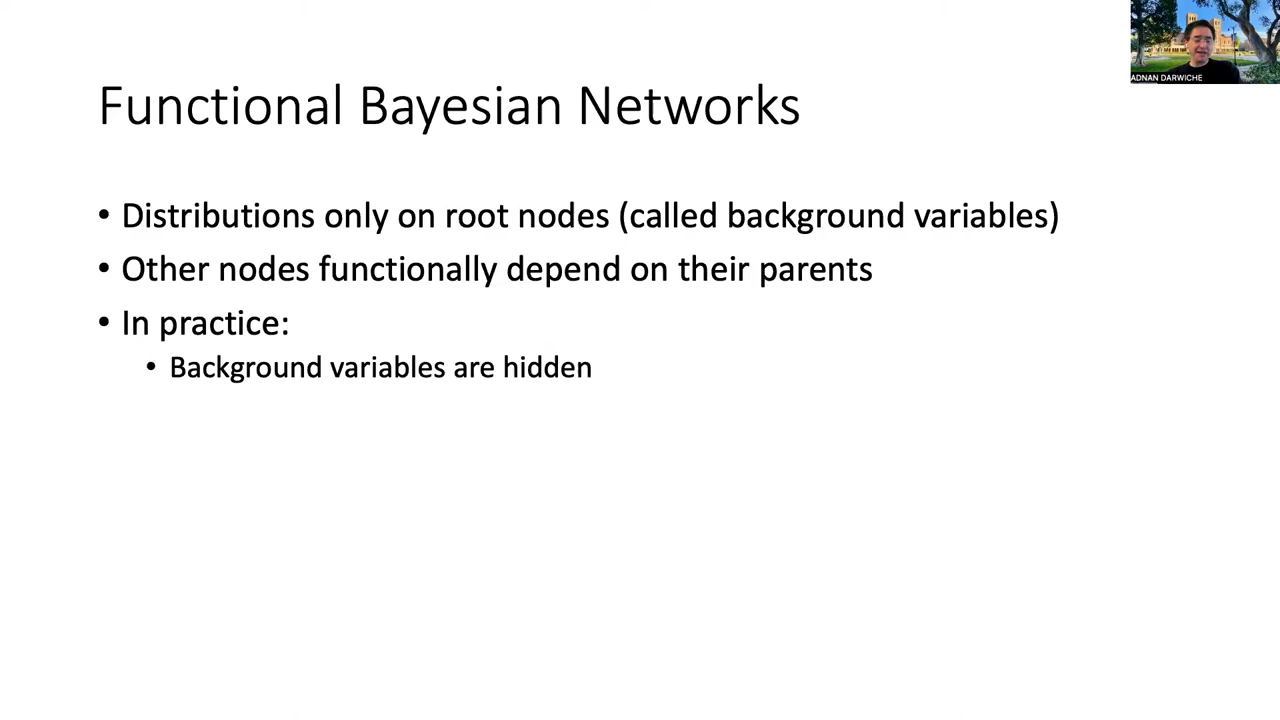 ADNAN DARWICHE
Functional Bayesian Networks
• Distributions only on root nodes (called background variables)
• Other nodes functionally depend on their parents
• In practice:
• Background variables are hidden